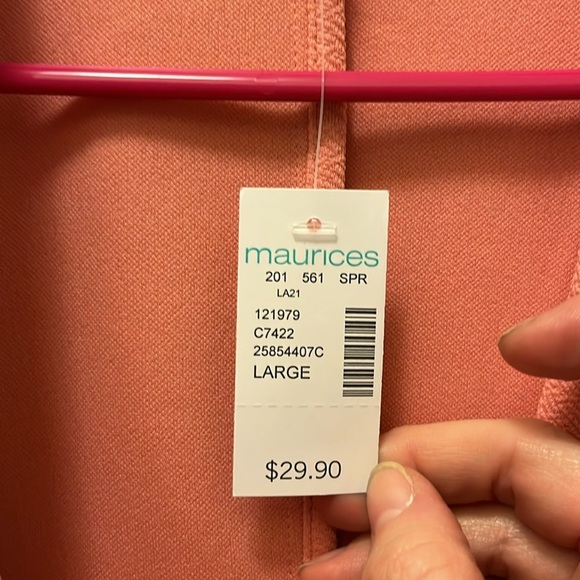 maurices
201 561 SPR
LA21
121979
C7422
25854407C
LARGE
$29.90